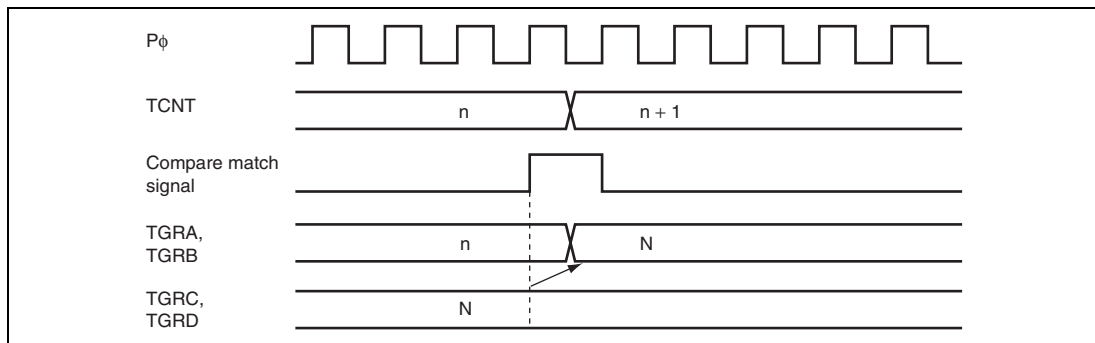 Pϕ
TCNT
n
n + 1
Compare match
signal
TGRA,
TGRB
n
N
TGRC,
TGRD
N